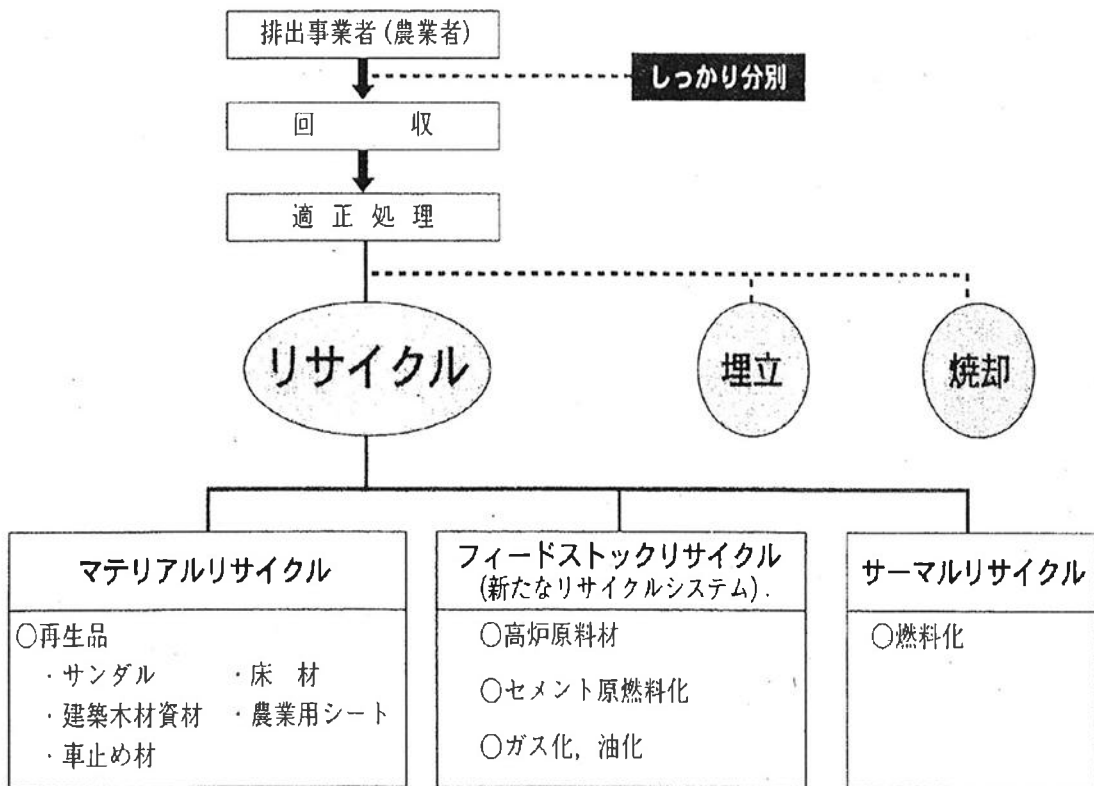 排出事業者(農業者)
しっかり分別
回収
適正処理
リサイクル
埋立
焼却
マテリアルリサイクル
○再生品
・サンダル ・床 材
・建築木材資材 ・農業用シート
・車止め材
フィードストックリサイクル
(新たなリサイクルシステム).
○高炉原料材
○セメント原燃料化
○ガス化, 油化
サーマルリサイクル
○燃料化